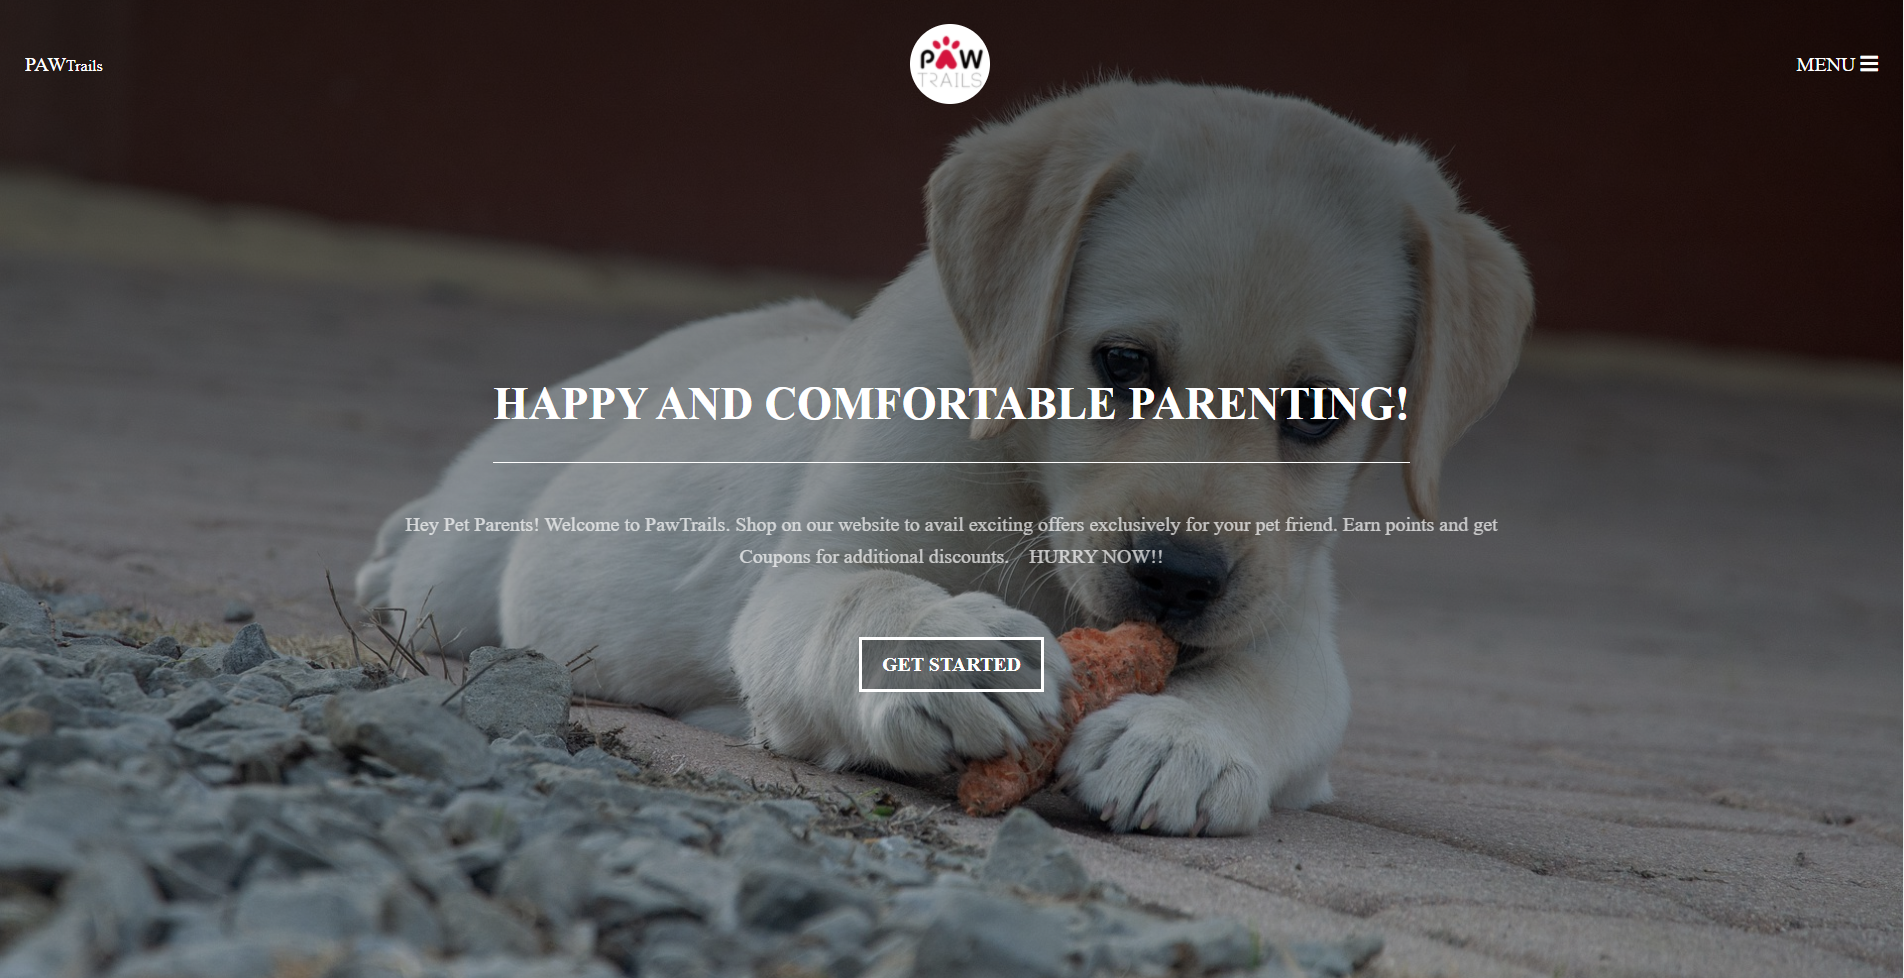 PAWTrails
PAW
TRAILS
MENU
HAPPY AND COMFORTABLE PARENTING!
Hey Pet Parents! Welcome to PawTrails. Shop on our website to avail exciting offers exclusively for your pet friend. Earn points and get
Coupons for additional discounts. HURRY NOW!!
GET STARTED